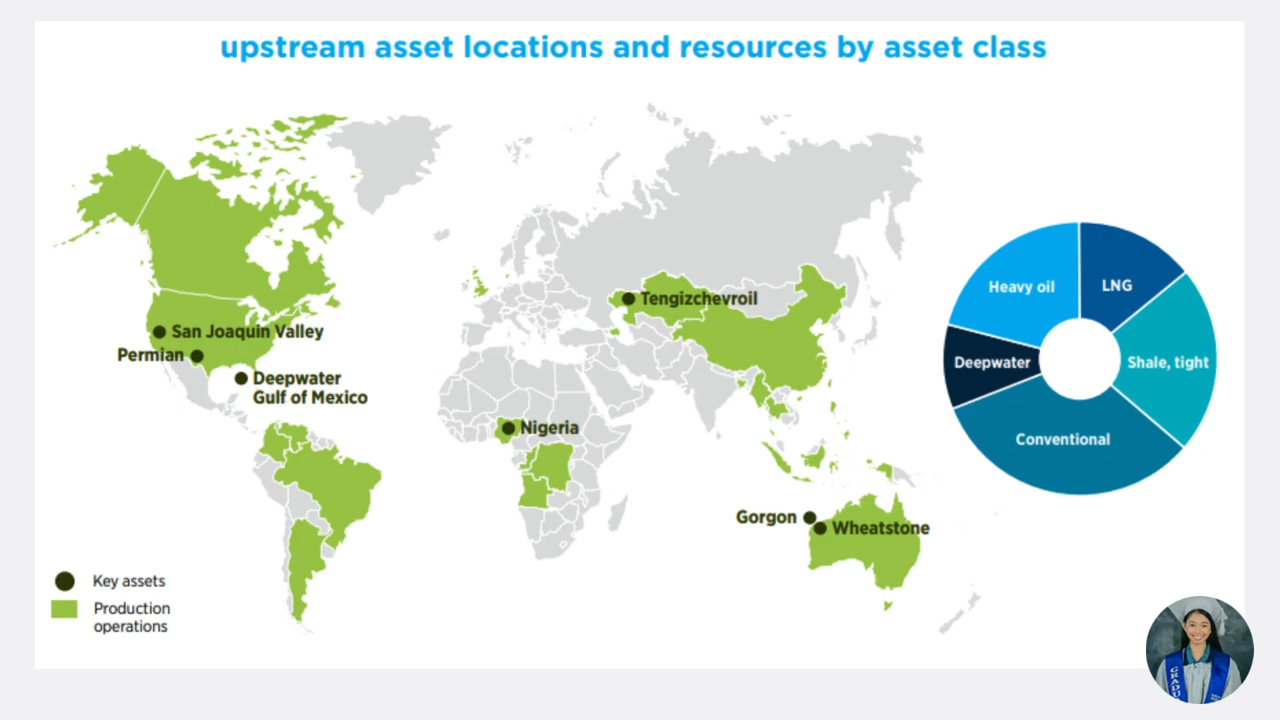 upstream asset locations and resources by asset class
Tengizchevroil
San Joaquin Valley
Permian
Deepwater
Gulf of Mexico
Nigeria
Gorgon
Wheatstone
Key assets
Production
operations
Heavy oil
LNG
Deepwater
Shale, tight
Conventional
GRADU